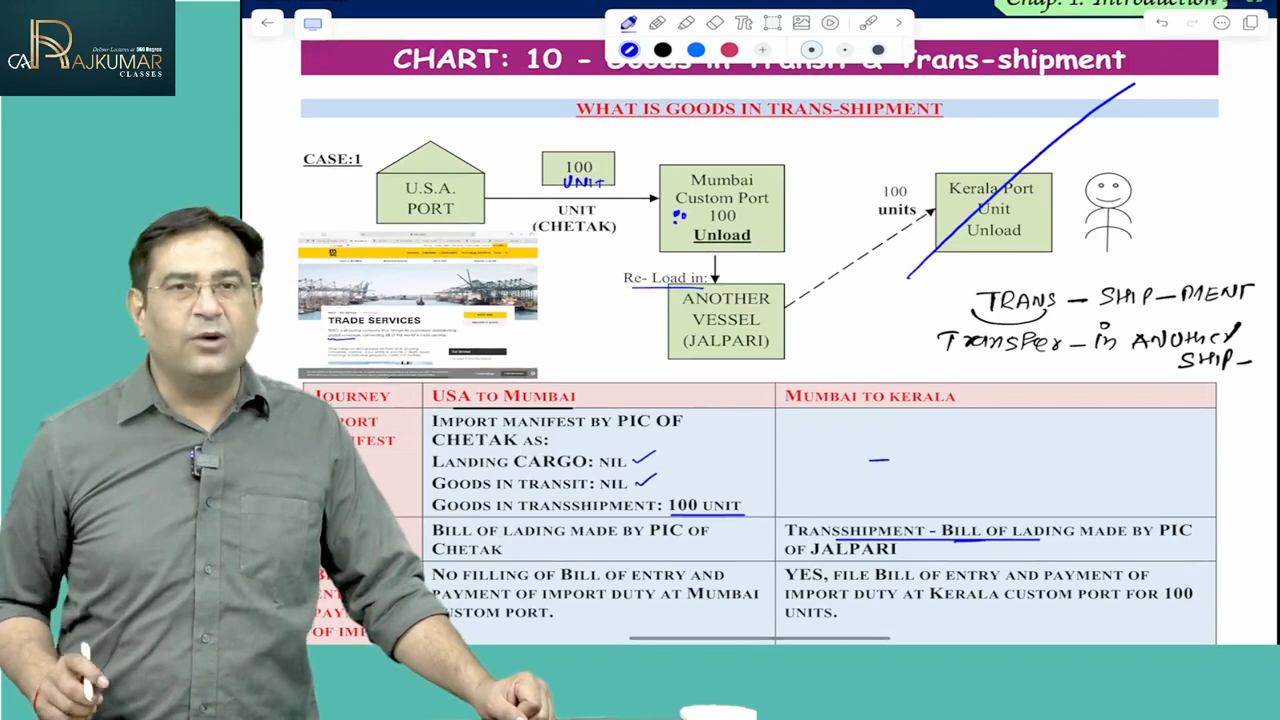 Chap. 1. Introduction
Deliver Lectures at 360 Degree
CA RAJKUMAR
CLASSES
CHART: 10 - Goods in Transit & Trans-shipment
WHAT IS GOODS IN TRANS-SHIPMENT
CASE:1
U.S.A.
PORT
100
UNIT
UNIT
(CHETAK)
Mumbai
Custom Port
100
Unload
Re- Load in:
ANOTHER
VESSEL
(JALPARI)
100
units
Kerala Port
Unit
Unload
TRANS - SHIP - MENT
Transfer - in ANOTHER
SHIP -
TRADE SERVICES
JOURNEY
USA TO MUMBAI
MUMBAI TO KERALA
IMPORT MANIFEST BY PIC OF
CHETAK AS:
LANDING CARGO: NIL
GOODS IN TRANSIT: NIL
GOODS IN TRANSSHIPMENT: 100 UNIT
BILL OF LADING MADE BY PIC OF
CHETAK
TRANSSHIPMENT - BILL OF LADING MADE BY PIC
OF JALPARI
NO FILLING OF BILL OF ENTRY AND
PAYMENT OF IMPORT DUTY AT MUMBAI
CUSTOM PORT.
YES, FILE BILL OF ENTRY AND PAYMENT OF
IMPORT DUTY AT KERALA CUSTOM PORT FOR 100
UNITS.